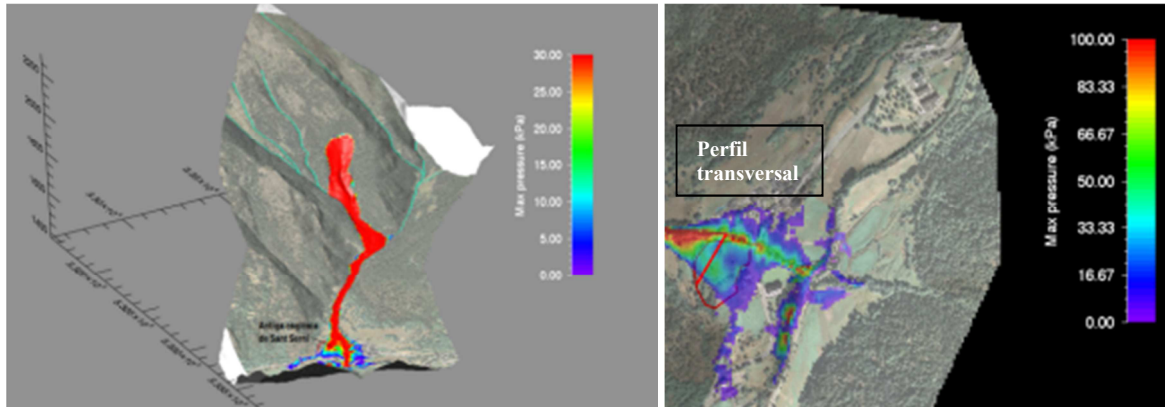 30.00
25.00
20.00
15.00
10.00
5.00
0.00
Max pressure (kPa)
Antiga església
de Sant Serni
Perfil
transversal
100.00
83.33
66.67
50.00
33.33
16.67
0.00
Max pressure (kPa)